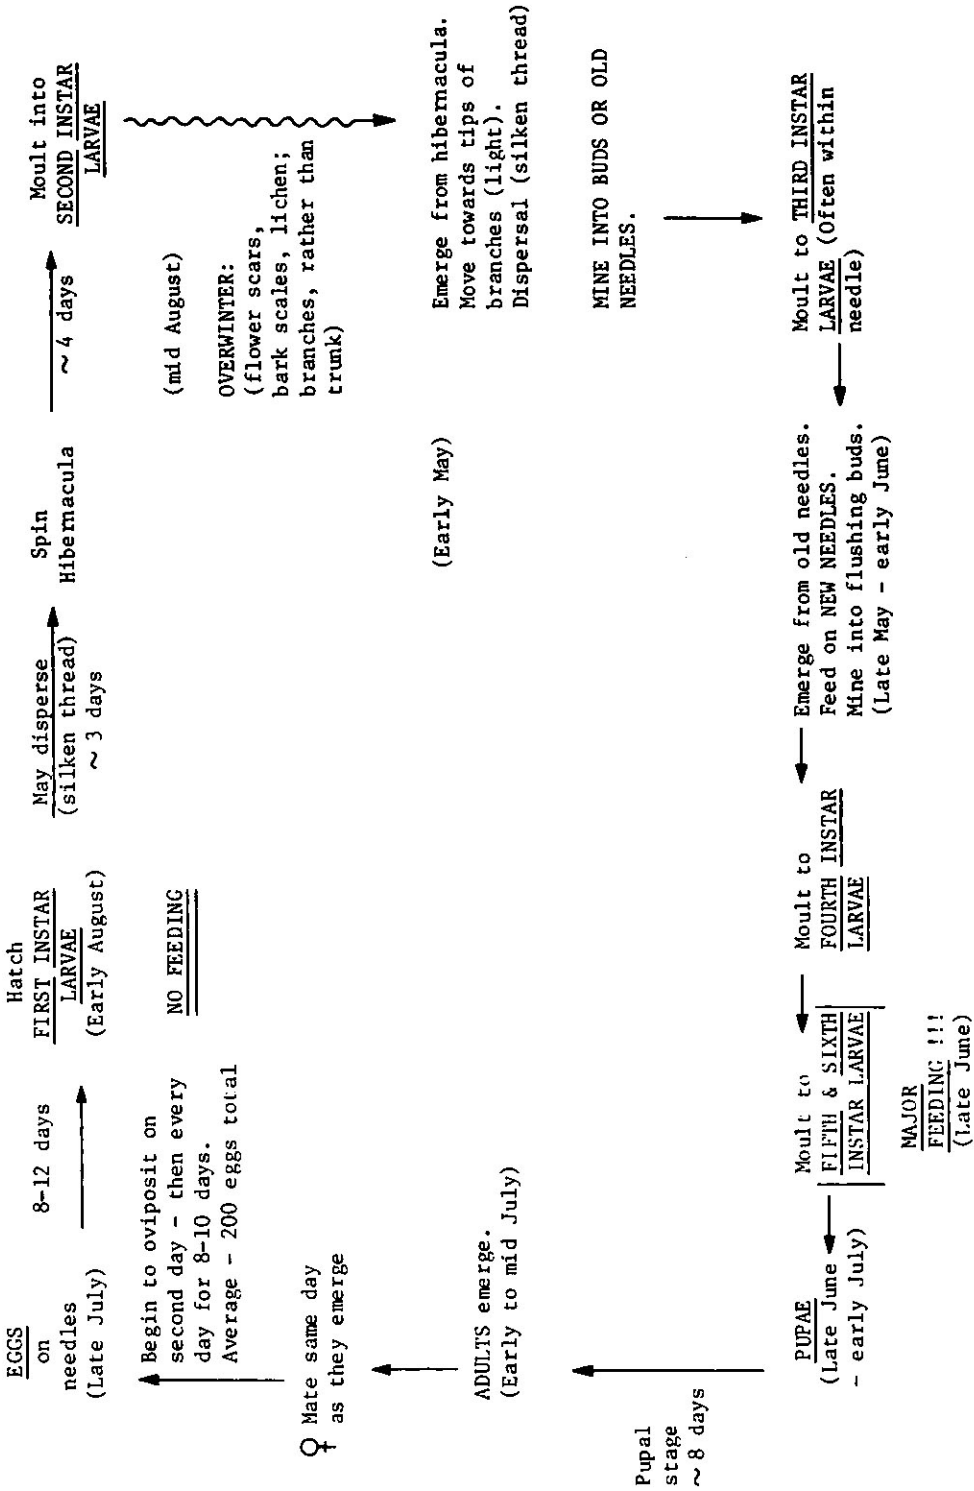 EGGS
on
needles
(Late July)
8-12 days
Hatch
FIRST INSTAR
LARVAE
(Early August)
NO FEEDING
May disperse
(silken thread)
~ 3 days
Spin
Hibernacula
~ 4 days
Moult into
SECOND INSTAR
LARVAE
(mid August)
OVERWINTER:
(flower scars,
bark scales, lichen;
branches, rather than
trunk)
(Early May)
Emerge from hibernacula.
Move towards tips of
branches (light).
Dispersal (silken thread)
MINE INTO BUDS OR OLD
NEEDLES.
Moult to THIRD INSTAR
LARVAE (Often within
needle)
Emerge from old needles.
Feed on NEW NEEDLES.
Mine into flushing buds.
(Late May - early June)
Moult to
FOURTH INSTAR
LARVAE
Moult to
FIFTH & SIXTH
INSTAR LARVAE
MAJOR
FEEDING !!!
(Late June)
PUPAE
(Late June
- early July)
Pupal
stage
~ 8 days
ADULTS emerge.
(Early to mid July)
♀ Mate same day
as they emerge
Begin to oviposit on
second day - then every
day for 8-10 days.
Average - 200 eggs total